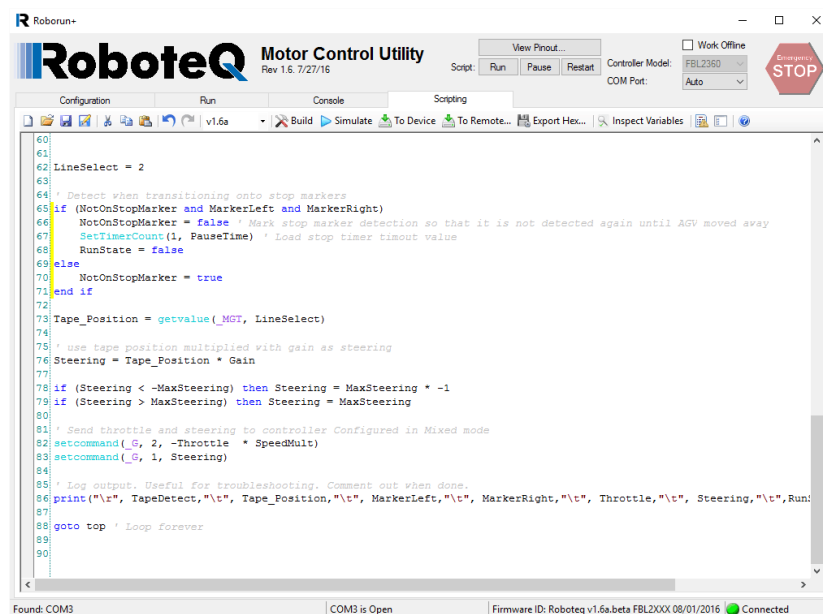 Roborun+
RoboteQ
Motor Control Utility
Rev 1.6. 7/27/16
View Pinout...
Script: Run Pause Restart
Work Offline
Controller Model: FBL2360
COM Port: Auto
Emergency
STOP
Configuration Run Console Scripting
v1.6a Build Simulate To Device To Remote... Export Hex... Inspect Variables
60
61
62 LineSelect = 2
63
64 ' Detect when transitioning onto stop markers
65 if (NotOnStopMarker and MarkerLeft and MarkerRight)
66 NotOnStopMarker = false ' Mark stop marker detection so that it is not detected again until AGV moved away
67 SetTimerCount(1, PauseTime) ' Load stop timer timout value
68 RunState = false
69 else
70 NotOnStopMarker = true
71 end if
72
73 Tape_Position = getvalue(_MGT, LineSelect)
74
75 ' use tape position multiplied with gain as steering
76 Steering = Tape_Position * Gain
77
78 if (Steering < -MaxSteering) then Steering = MaxSteering * -1
79 if (Steering > MaxSteering) then Steering = MaxSteering
80
81 ' Send throttle and steering to controller Configured in Mixed mode
82 setcommand(_G, 2, -Throttle * SpeedMult)
83 setcommand(_G, 1, Steering)
84
85 ' Log output. Useful for troubleshooting. Comment out when done.
86 print("\r", TapeDetect,"\t", Tape_Position,"\t", MarkerLeft,"\t", MarkerRight,"\t", Throttle,"\t", Steering,"\t",Run
87
88 goto top ' Loop forever
89
90
Found: COM3 COM3 is Open Firmware ID: Roboteq v1.6a.beta FBL2XXX 08/01/2016 Connected